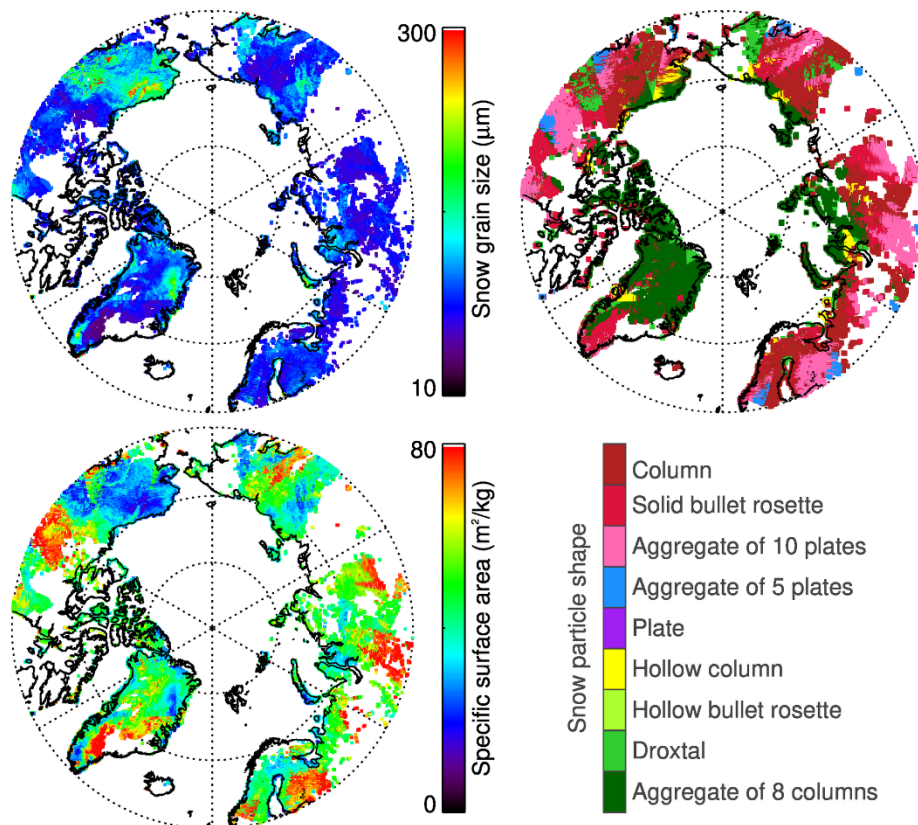 300
Snow grain size (µm)
10
80
Specific surface area (m²/kg)
0
Snow particle shape
Column
Solid bullet rosette
Aggregate of 10 plates
Aggregate of 5 plates
Plate
Hollow column
Hollow bullet rosette
Droxtal
Aggregate of 8 columns